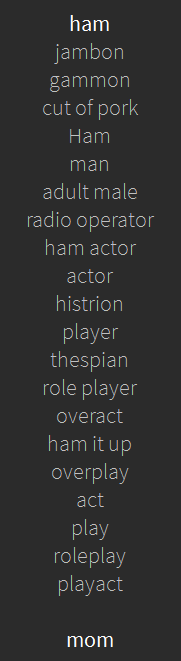 ham
jambon
gammon
cut of pork
Ham
man
adult male
radio operator
ham actor
actor
histrion
player
thespian
role player
overact
ham it up
overplay
act
play
roleplay
playact
mom